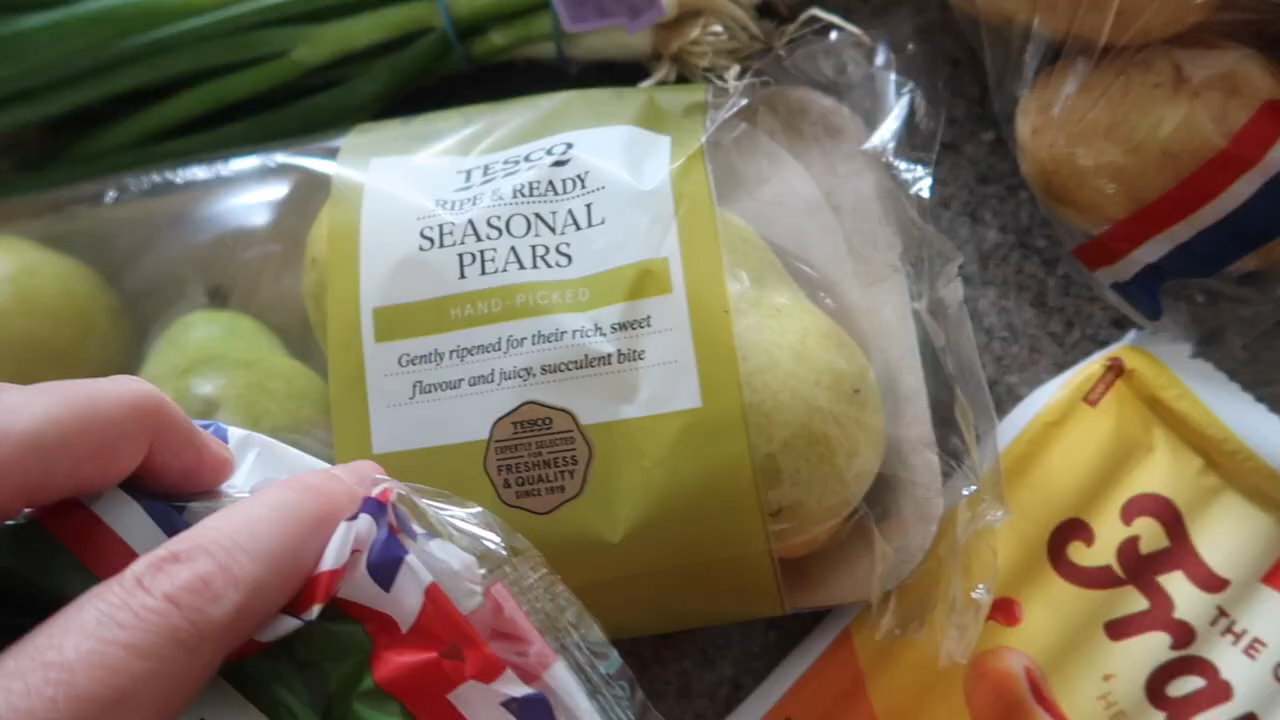 TESCO
RIPE & READY
SEASONAL
PEARS
HAND-PICKED
Gently ripened for their rich, sweet
flavour and juicy, succulent bite
TESCO
EXPERTLY SELECTED
FOR
FRESHNESS
& QUALITY
SINCE 1919
Fra
THE